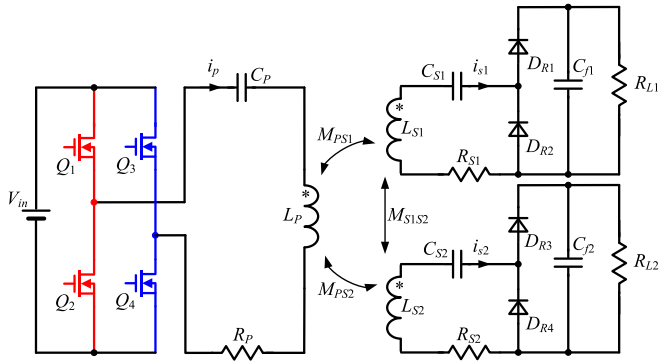 i_p
C_P
C_S1
i_s1
D_R1
C_f1
R_L1
Q_1
Q_3
M_PS1
*
L_S1
D_R2
R_S1
V_in
*
L_P
M_S1S2
C_S2
i_s2
D_R3
C_f2
R_L2
Q_2
Q_4
M_PS2
*
L_S2
D_R4
R_P
R_S2